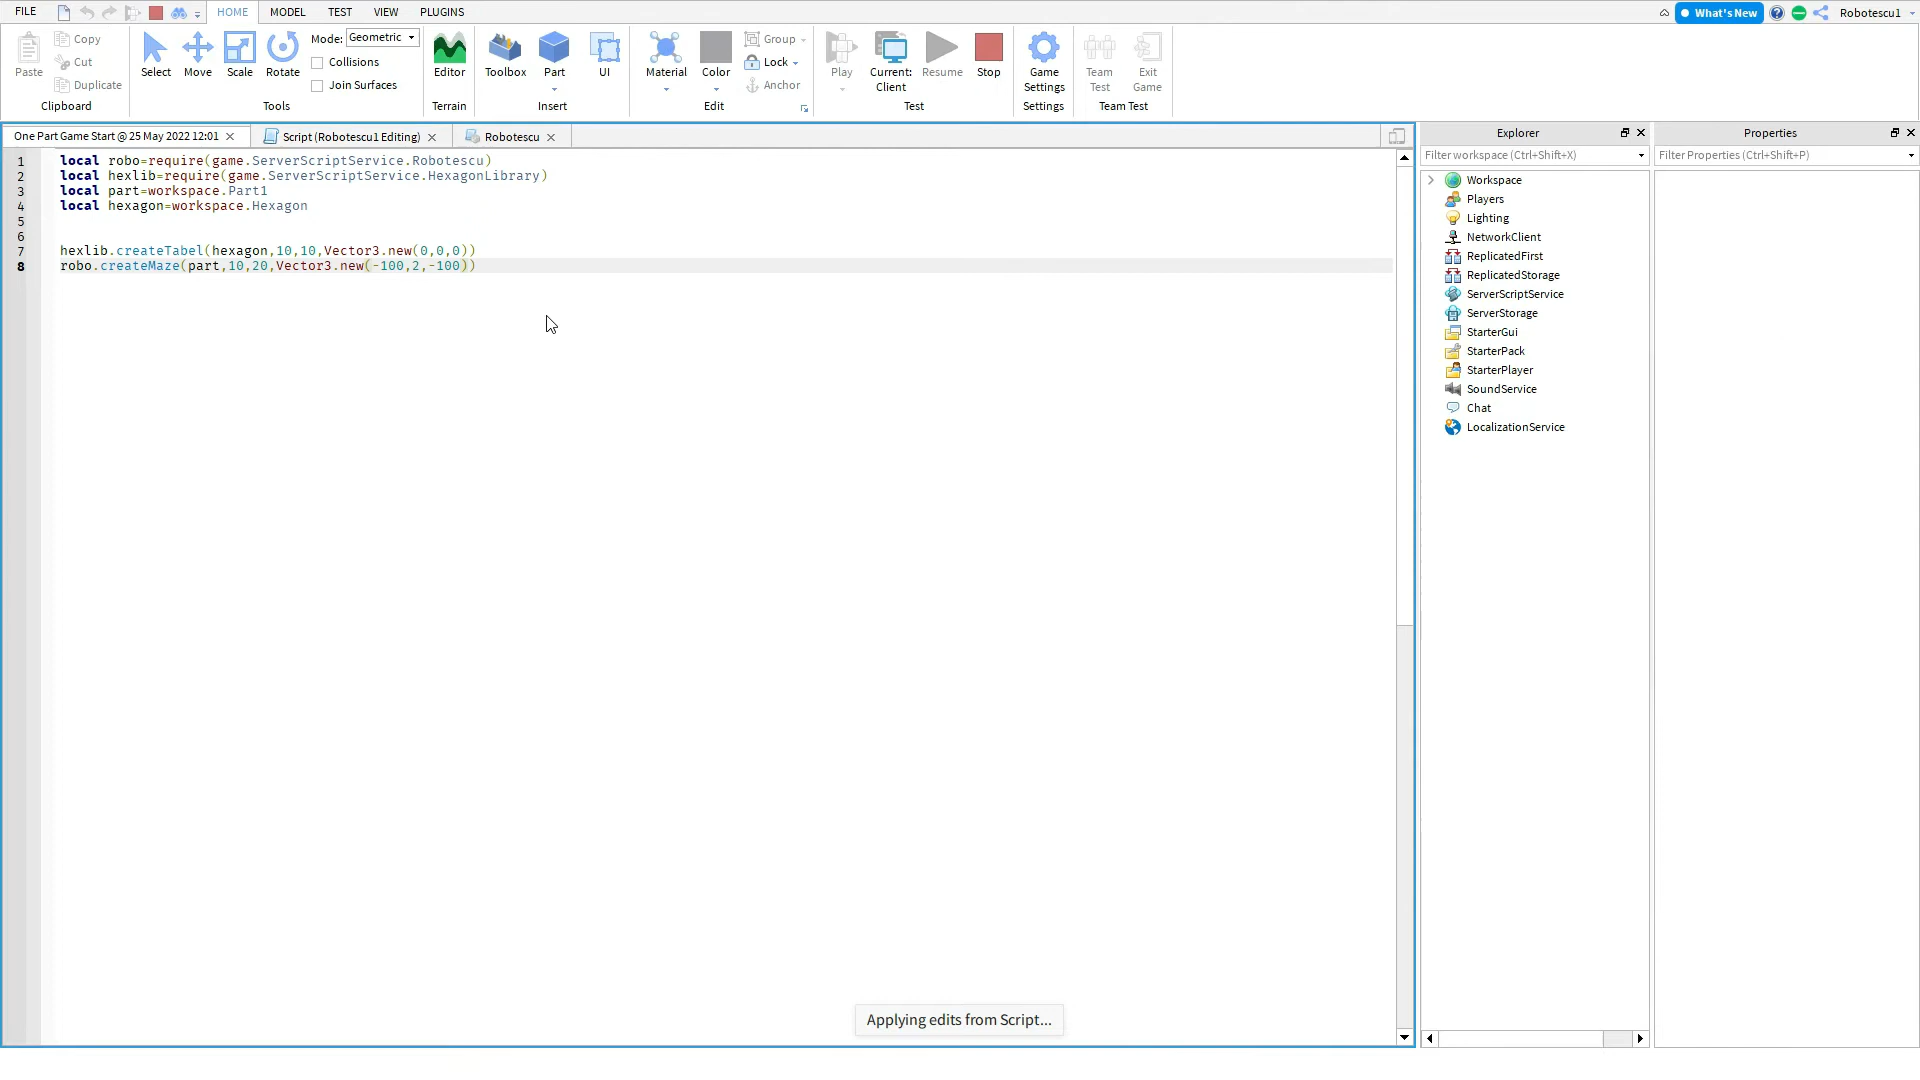 FILE
HOME
MODEL
TEST
VIEW
PLUGINS
What's New
Robotescu1
Paste
Copy
Cut
Duplicate
Clipboard
Select
Move
Scale
Rotate
Mode:
Geometric
Collisions
Join Surfaces
Tools
Editor
Terrain
Toolbox
Part
UI
Insert
Material
Color
Group
Lock
Anchor
Edit
Play
Current:
Client
Resume
Stop
Test
Game
Settings
Settings
Team
Test
Exit
Game
Team Test
One Part Game Start @ 25 May 2022 12:01
Script (Robotescu1 Editing)
Robotescu
1 local robo=require(game.ServerScriptService.Robotescu)
2 local hexlib=require(game.ServerScriptService.HexagonLibrary)
3 local part=workspace.Part1
4 local hexagon=workspace.Hexagon
5
6
7 hexlib.createTabel(hexagon,10,10,Vector3.new(0,0,0))
8 robo.createMaze(part,10,20,Vector3.new(-100,2,-100))
Applying edits from Script...
Explorer
Filter workspace (Ctrl+Shift+X)
Workspace
Players
Lighting
NetworkClient
ReplicatedFirst
ReplicatedStorage
ServerScriptService
ServerStorage
StarterGui
StarterPack
StarterPlayer
SoundService
Chat
LocalizationService
Properties
Filter Properties (Ctrl+Shift+P)